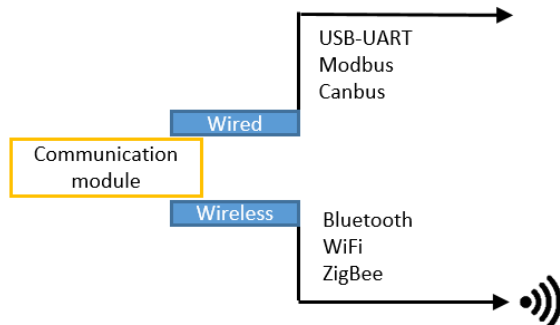 USB-UART
Modbus
Canbus
Wired
Communication
module
Wireless
Bluetooth
WiFi
ZigBee